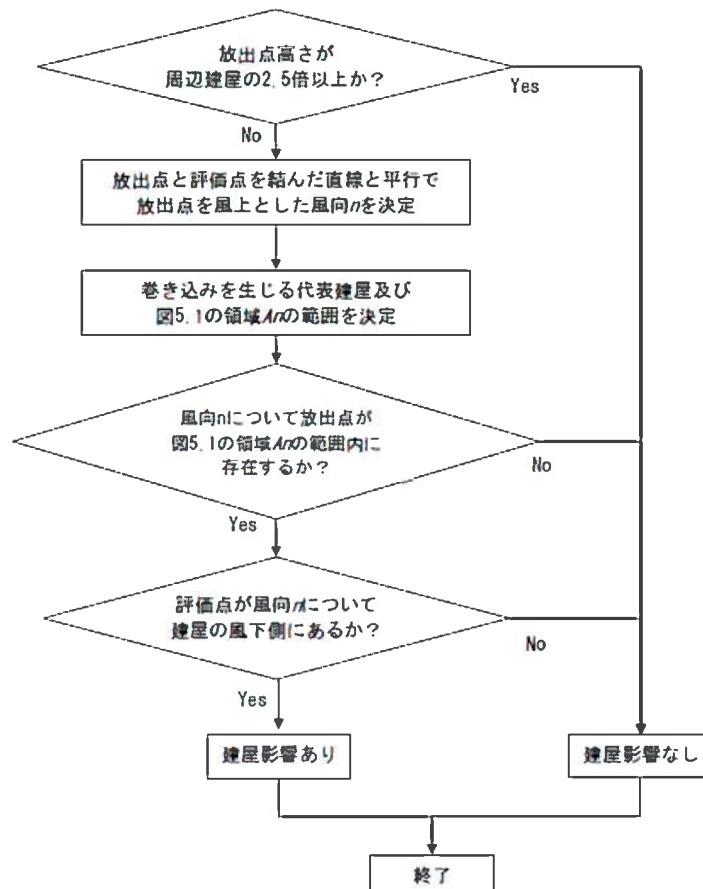 放出点高さが
周辺建屋の2.5倍以上か？
Yes
No
放出点と評価点を結んだ直線と平行で
放出点を風上とした風向nを決定
巻き込みを生じる代表建屋及び
図5.1の領域Anの範囲を決定
風向nについて放出点が
図5.1の領域Anの範囲内に
存在するか？
No
Yes
評価点が風向nについて
建屋の風下側にあるか？
No
Yes
建屋影響あり
建屋影響なし
終了